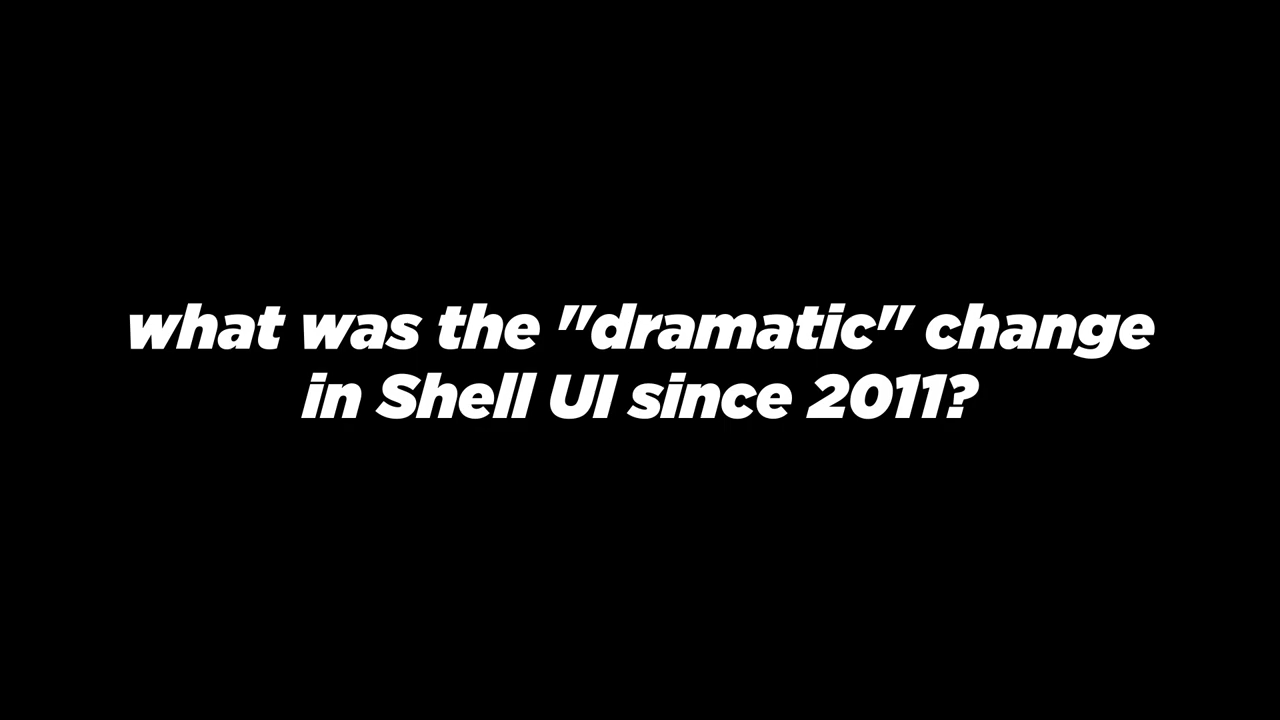 what was the "dramatic" change
in Shell UI since 2011?